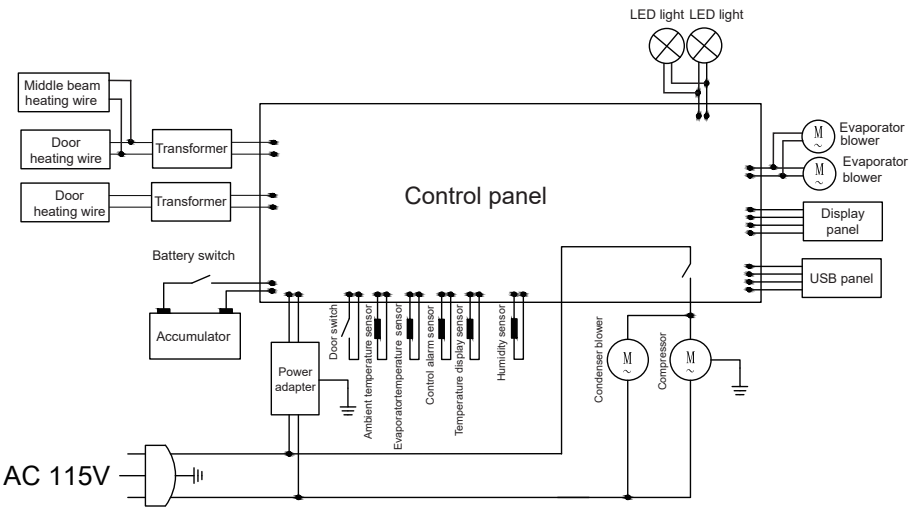 LED light LED light
Middle beam
heating wire
Door
heating wire
Transformer
Door
heating wire
Transformer
Control panel
M
~
Evaporator
blower
M
~
Evaporator
blower
Display
panel
USB panel
Battery switch
Accumulator
Power
adapter
Door switch
Ambient temperature sensor
Evaporatortemperature sensor
Control alarm sensor
Temperature display sensor
Humidity sensor
Condenser blower
M
~
Compressor
M
~
AC 115V